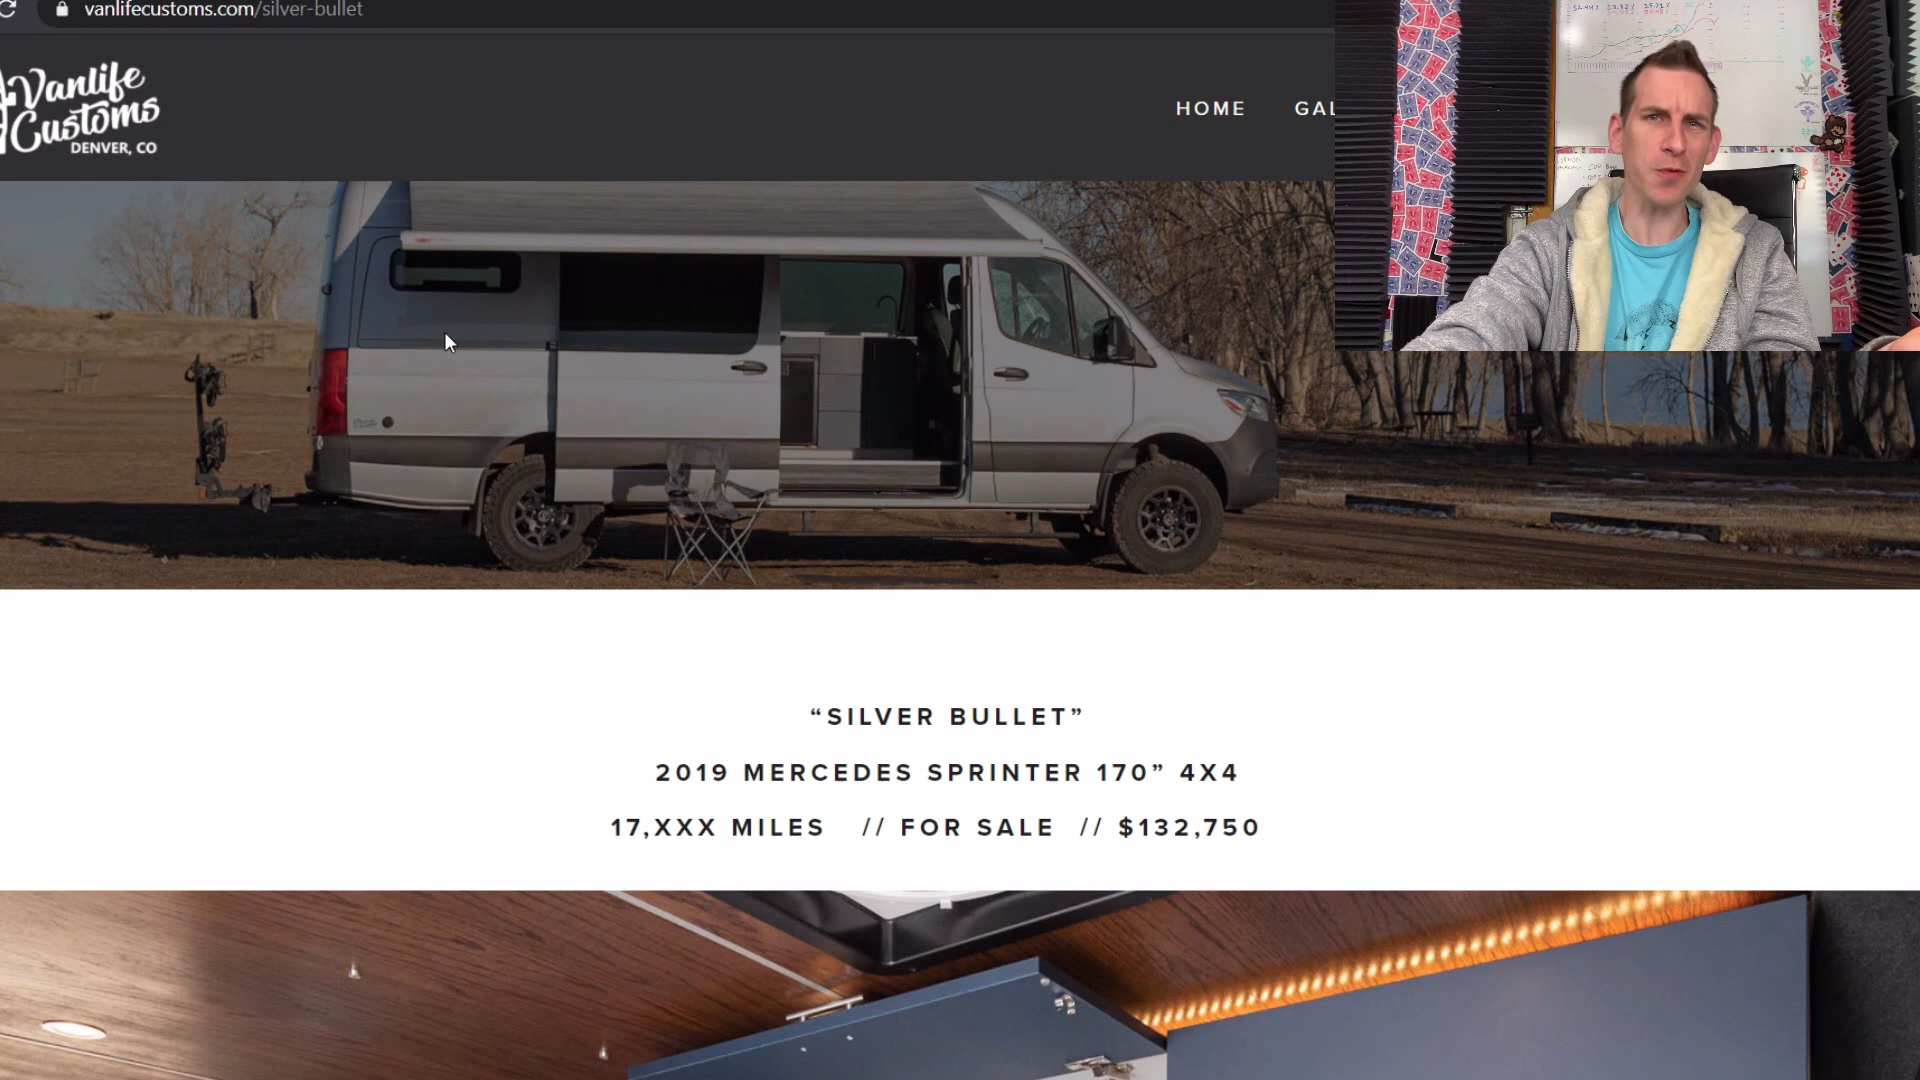 vanlifecustoms.com/silver-bullet
Vanlife
Customs
DENVER, CO
HOME GAL
“SILVER BULLET”
2019 MERCEDES SPRINTER 170” 4X4
17,XXX MILES // FOR SALE // $132,750